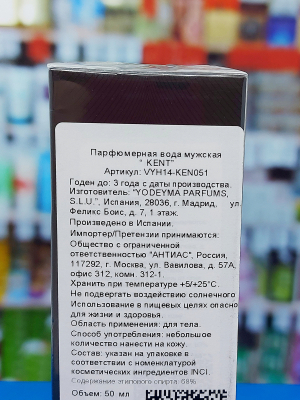 Парфюмерная вода мужская
" KENT"
Артикул: VYH14-KEN051
Годен до: 3 года с даты производства.
Изготовитель: "YODEYMA PARFUMS,
S.L.U.", Испания, 28036, г. Мадрид, ул.
Феликс Боис, д. 7, 1 этаж.
Произведено в Испании.
Импортер/Претензии принимаются:
Общество с ограниченной
ответственностью "АНТИАС", Россия,
117292, г. Москва, ул. Вавилова, д. 57А,
офис 312, комн. 312-1.
Хранить при температуре +5/+25°С.
Не подвергать воздействию солнечного
Использование в пищевых целях опасно
для жизни и здоровья.
Область применения: для тела.
Способ употребления: небольшое
количество нанести на кожу.
Состав: указан на упаковке в
соответствии с номенклатурой
косметических ингредиентов INCI.
Содержание этилового спирта: 68%
Объем: 50 мл